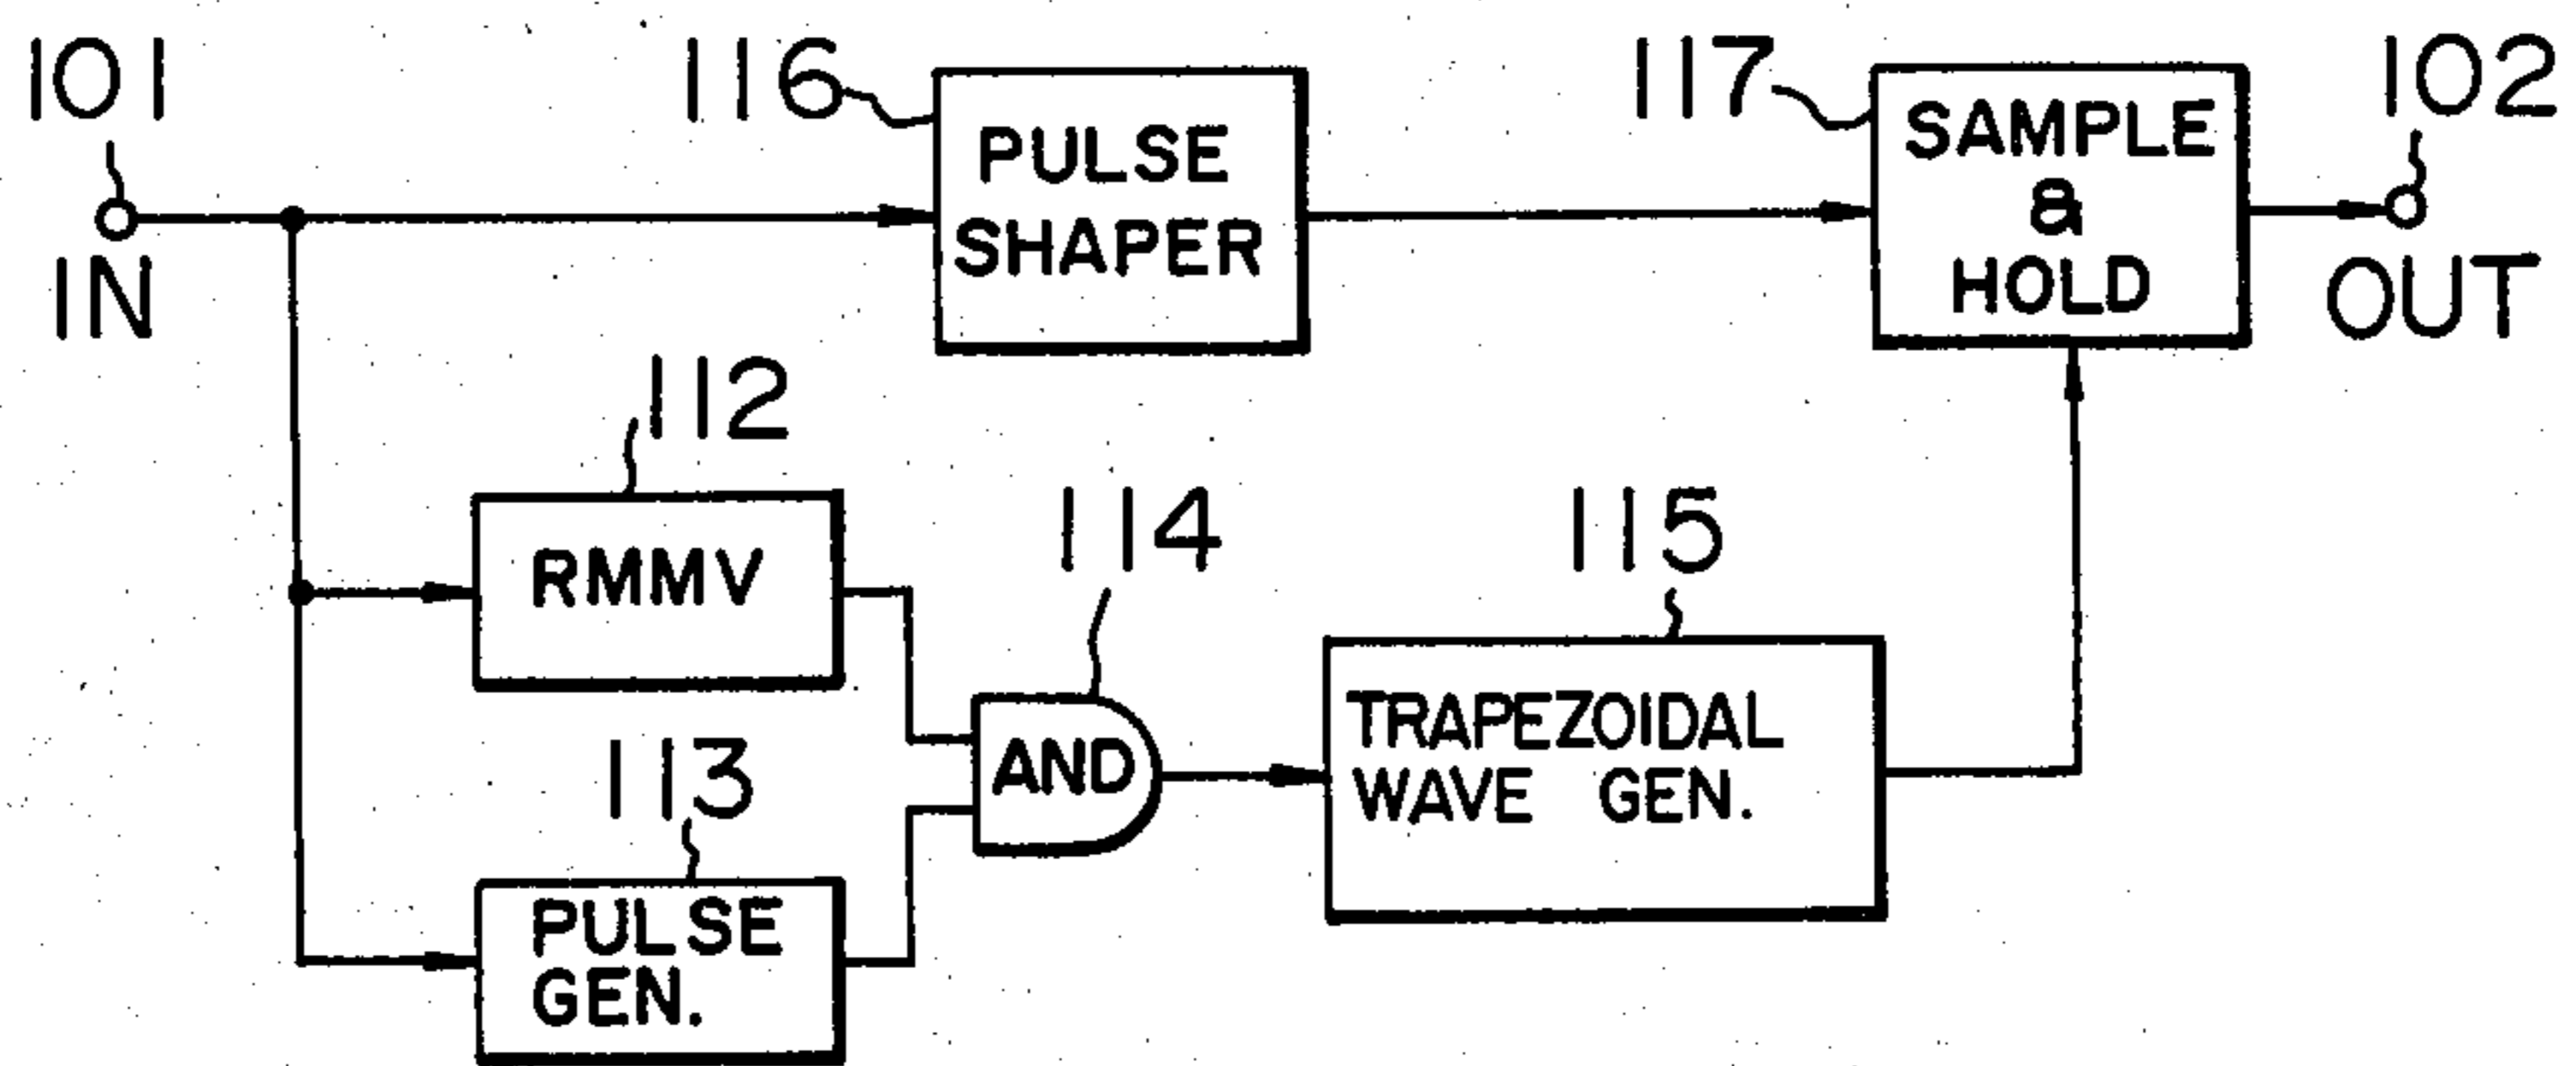 101
IN
116
PULSE
SHAPER
117
SAMPLE
&
HOLD
102
OUT
112
RMMV
113
PULSE
GEN.
114
AND
115
TRAPEZOIDAL
WAVE GEN.